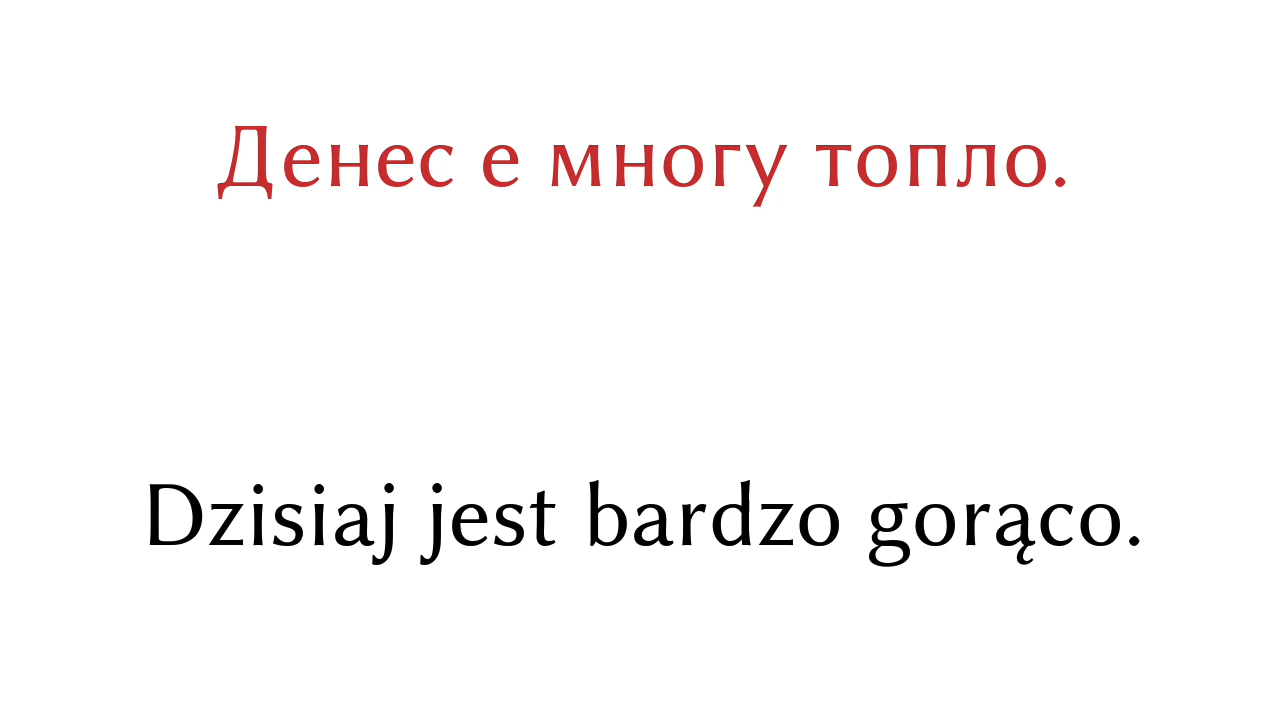 Денес е многу топло.
Dzisiaj jest bardzo gorąco.